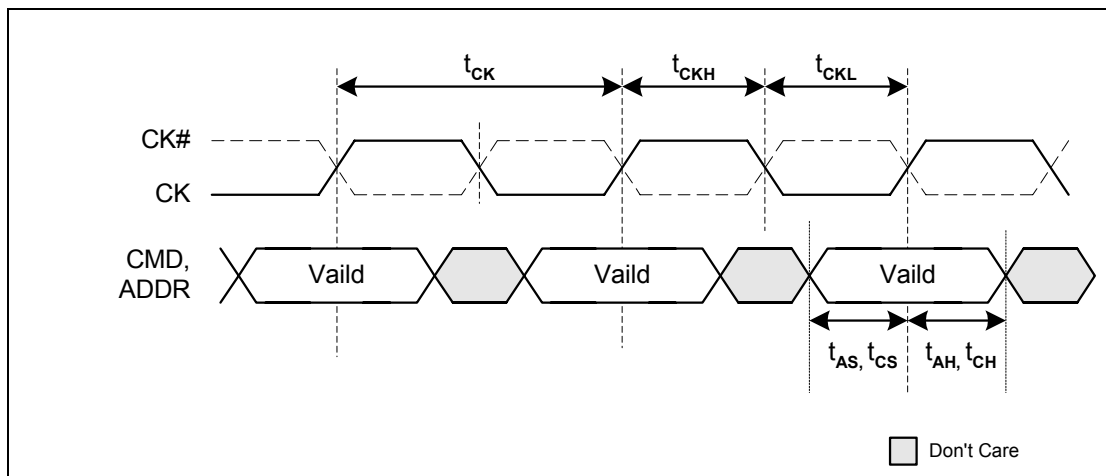 tCK tCKH tCKL
CK#
CK
CMD,
ADDR
Vaild Vaild Vaild
tAS, tCS tAH, tCH
Don't Care